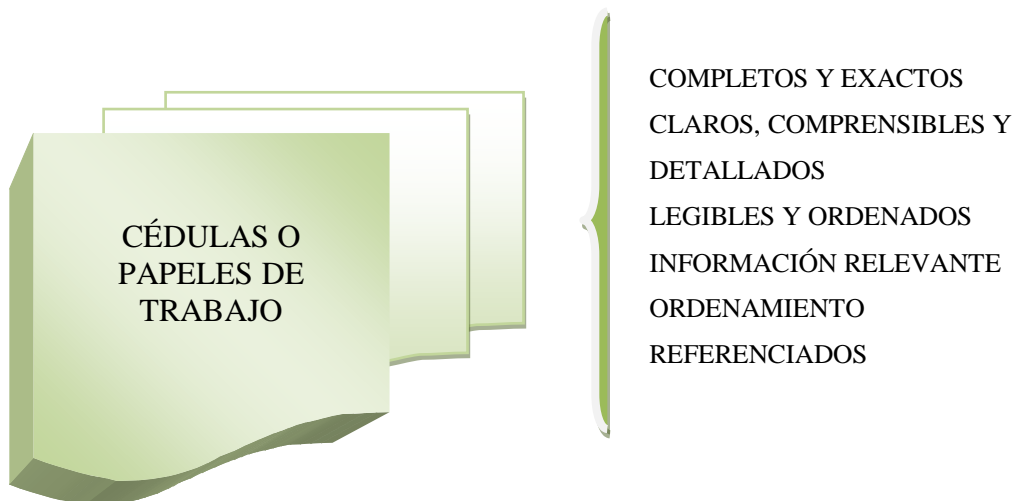 CÉDULAS O
PAPELES DE
TRABAJO
COMPLETOS Y EXACTOS
CLAROS, COMPRENSIBLES Y
DETALLADOS
LEGIBLES Y ORDENADOS
INFORMACIÓN RELEVANTE
ORDENAMIENTO
REFERENCIADOS